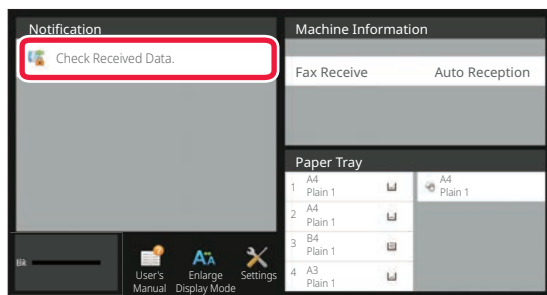 Notification
Check Received Data.
Machine Information
Fax Receive Auto Reception
Paper Tray
1 A4
Plain 1
A4
Plain 1
2 A4
Plain 1
3 B4
Plain 1
4 A3
Plain 1
Bk
User's
Manual
Enlarge
Display Mode
Settings